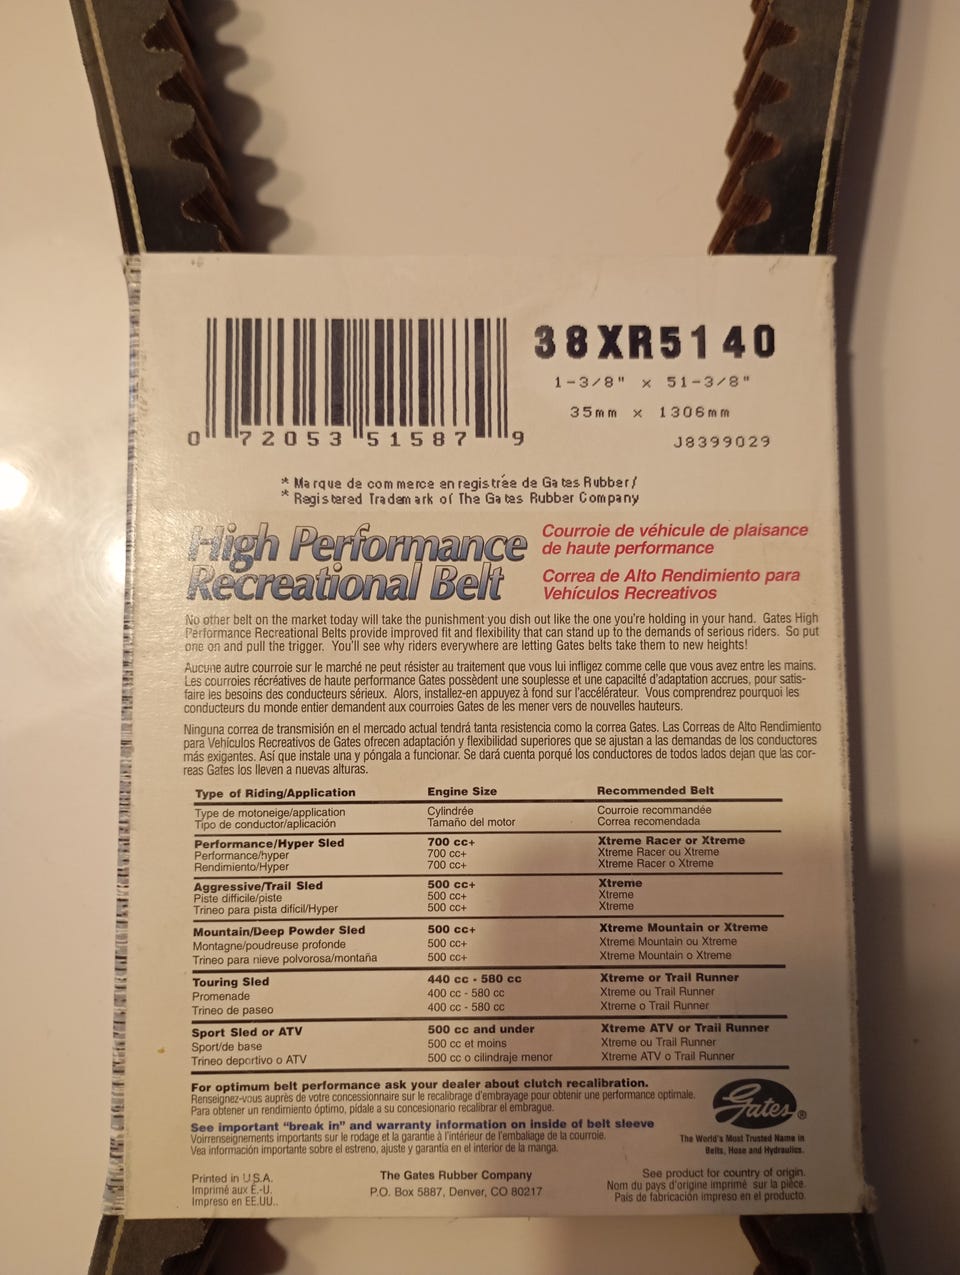 38XR5140
1-3/8" x 51-3/8"
35mm x 1306mm
0 72053 51587 9
J8399029
* Marque de commerce enregistrée de Gates Rubber/
* Registered Trademark of The Gates Rubber Company
High Performance
Recreational Belt
Courroie de véhicule de plaisance
de haute performance
Correa de Alto Rendimiento para
Vehículos Recreativos
No other belt on the market today will take the punishment you dish out like the one you're holding in your hand. Gates High
Performance Recreational Belts provide improved fit and flexibility that can stand up to the demands of serious riders. So put
one on and pull the trigger. You'll see why riders everywhere are letting Gates belts take them to new heights!
Aucune autre courroie sur le marché ne peut résister au traitement que vous lui infligez comme celle que vous avez entre les mains.
Les courroies récréatives de haute performance Gates possèdent une souplesse et une capacilté d'adaptation accrues, pour satis-
faire les besoins des conducteurs sérieux. Alors, installez-en appuyez à fond sur l'accélérateur. Vous comprendrez pourquoi les
conducteurs du monde entier demandent aux courroies Gates de les mener vers de nouvelles hauteurs.
Ninguna correa de transmisión en el mercado actual tendrá tanta resistencia como la correa Gates. Las Correas de Alto Rendimiento
para Vehículos Recreativos de Gates ofrecen adaptación y flexibilidad superiores que se ajustan a las demandas de los conductores
más exigentes. Así que instale una y póngala a funcionar. Se dará cuenta porqué los conductores de todos lados dejan que las cor-
reas Gates los lleven a nuevas alturas.
Type of Riding/Application Engine Size Recommended Belt
Type de motoneige/application Cylindrée Courroie recommandée
Tipo de conductor/aplicación Tamaño del motor Correa recomendada
Performance/Hyper Sled 700 cc+ Xtreme Racer or Xtreme
Performance/hyper 700 cc+ Xtreme Racer ou Xtreme
Rendimiento/Hyper 700 cc+ Xtreme Racer o Xtreme
Aggressive/Trail Sled 500 cc+ Xtreme
Piste difficile/piste 500 cc+ Xtreme
Trineo para pista difícil/Hyper 500 cc+ Xtreme
Mountain/Deep Powder Sled 500 cc+ Xtreme Mountain or Xtreme
Montagne/poudreuse profonde 500 cc+ Xtreme Mountain ou Xtreme
Trineo para nieve polvorosa/montaña 500 cc+ Xtreme Mountain o Xtreme
Touring Sled 440 cc - 580 cc Xtreme or Trail Runner
Promenade 400 cc - 580 cc Xtreme ou Trail Runner
Trineo de paseo 400 cc - 580 cc Xtreme o Trail Runner
Sport Sled or ATV 500 cc and under Xtreme ATV or Trail Runner
Sport/de base 500 cc et moins Xtreme ou Trail Runner
Trineo deportivo o ATV 500 cc o cilindraje menor Xtreme ATV o Trail Runner
For optimum belt performance ask your dealer about clutch recalibration.
Renseignez-vous auprès de votre concessionnaire sur le recalibrage d'embrayage pour obtenir une performance optimale.
Para obtener un rendimiento óptimo, pídale a su concesionario recalibrar el embrague.
See important "break in" and warranty information on inside of belt sleeve
Voirrenseignements importants sur le rodage et la garantie à l'intérieur de l'emballage de la courroie.
Vea información importante sobre el estreno, ajuste y garantía en el interior de la manga.
Gates®
The World's Most Trusted Name in
Belts, Hose and Hydraulics.
Printed in U.S.A.
Imprimé aux É.-U.
Impreso en EE.UU..
The Gates Rubber Company
P.O. Box 5887, Denver, CO 80217
See product for country of origin.
Nom du pays d'origine imprimé sur la pièce.
País de fabricación impreso en el producto.